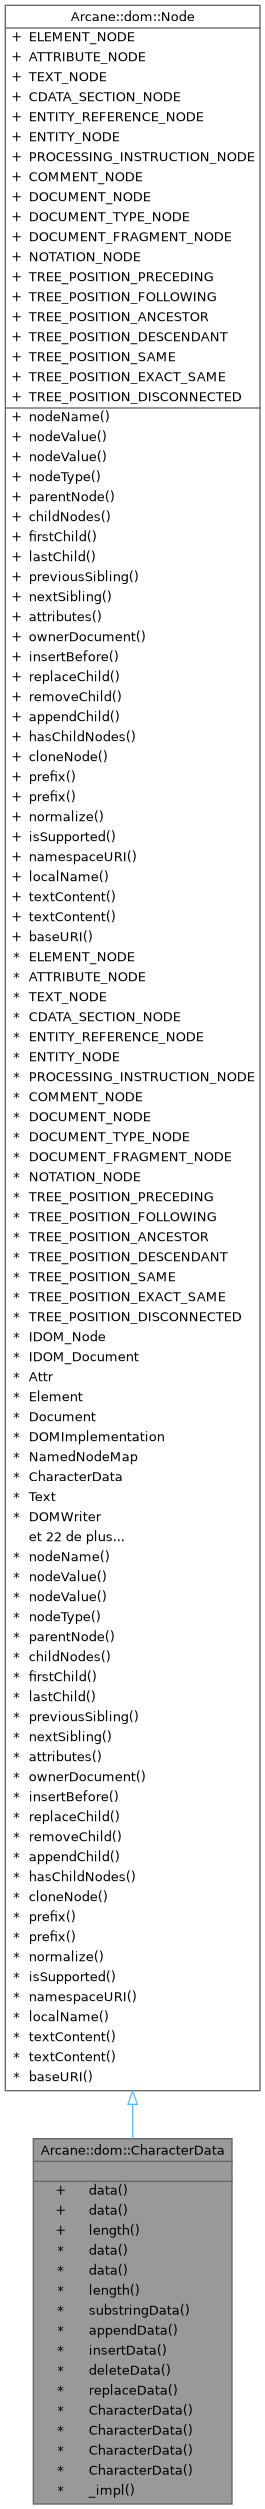 Arcane::dom::Node
+ ELEMENT_NODE
+ ATTRIBUTE_NODE
+ TEXT_NODE
+ CDATA_SECTION_NODE
+ ENTITY_REFERENCE_NODE
+ ENTITY_NODE
+ PROCESSING_INSTRUCTION_NODE
+ COMMENT_NODE
+ DOCUMENT_NODE
+ DOCUMENT_TYPE_NODE
+ DOCUMENT_FRAGMENT_NODE
+ NOTATION_NODE
+ TREE_POSITION_PRECEDING
+ TREE_POSITION_FOLLOWING
+ TREE_POSITION_ANCESTOR
+ TREE_POSITION_DESCENDANT
+ TREE_POSITION_SAME
+ TREE_POSITION_EXACT_SAME
+ TREE_POSITION_DISCONNECTED
+ nodeName()
+ nodeValue()
+ nodeValue()
+ nodeType()
+ parentNode()
+ childNodes()
+ firstChild()
+ lastChild()
+ previousSibling()
+ nextSibling()
+ attributes()
+ ownerDocument()
+ insertBefore()
+ replaceChild()
+ removeChild()
+ appendChild()
+ hasChildNodes()
+ cloneNode()
+ prefix()
+ prefix()
+ normalize()
+ isSupported()
+ namespaceURI()
+ localName()
+ textContent()
+ textContent()
+ baseURI()
* ELEMENT_NODE
* ATTRIBUTE_NODE
* TEXT_NODE
* CDATA_SECTION_NODE
* ENTITY_REFERENCE_NODE
* ENTITY_NODE
* PROCESSING_INSTRUCTION_NODE
* COMMENT_NODE
* DOCUMENT_NODE
* DOCUMENT_TYPE_NODE
* DOCUMENT_FRAGMENT_NODE
* NOTATION_NODE
* TREE_POSITION_PRECEDING
* TREE_POSITION_FOLLOWING
* TREE_POSITION_ANCESTOR
* TREE_POSITION_DESCENDANT
* TREE_POSITION_SAME
* TREE_POSITION_EXACT_SAME
* TREE_POSITION_DISCONNECTED
* IDOM_Node
* IDOM_Document
* Attr
* Element
* Document
* DOMImplementation
* NamedNodeMap
* CharacterData
* Text
* DOMWriter
et 22 de plus...
* nodeName()
* nodeValue()
* nodeValue()
* nodeType()
* parentNode()
* childNodes()
* firstChild()
* lastChild()
* previousSibling()
* nextSibling()
* attributes()
* ownerDocument()
* insertBefore()
* replaceChild()
* removeChild()
* appendChild()
* hasChildNodes()
* cloneNode()
* prefix()
* prefix()
* normalize()
* isSupported()
* namespaceURI()
* localName()
* textContent()
* textContent()
* baseURI()
Arcane::dom::CharacterData
+ data()
+ data()
+ length()
* data()
* data()
* length()
* substringData()
* appendData()
* insertData()
* deleteData()
* replaceData()
* CharacterData()
* CharacterData()
* CharacterData()
* CharacterData()
* _impl()